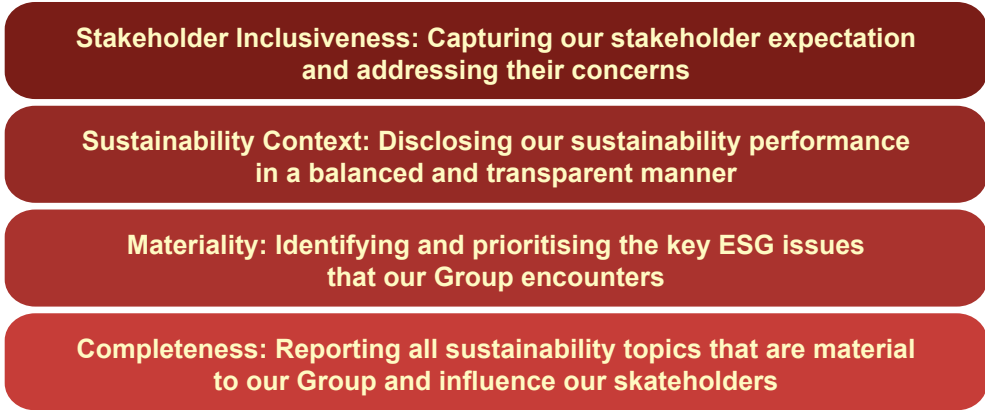 Stakeholder Inclusiveness: Capturing our stakeholder expectation
and addressing their concerns
Sustainability Context: Disclosing our sustainability performance
in a balanced and transparent manner
Materiality: Identifying and prioritising the key ESG issues
that our Group encounters
Completeness: Reporting all sustainability topics that are material
to our Group and influence our skateholders